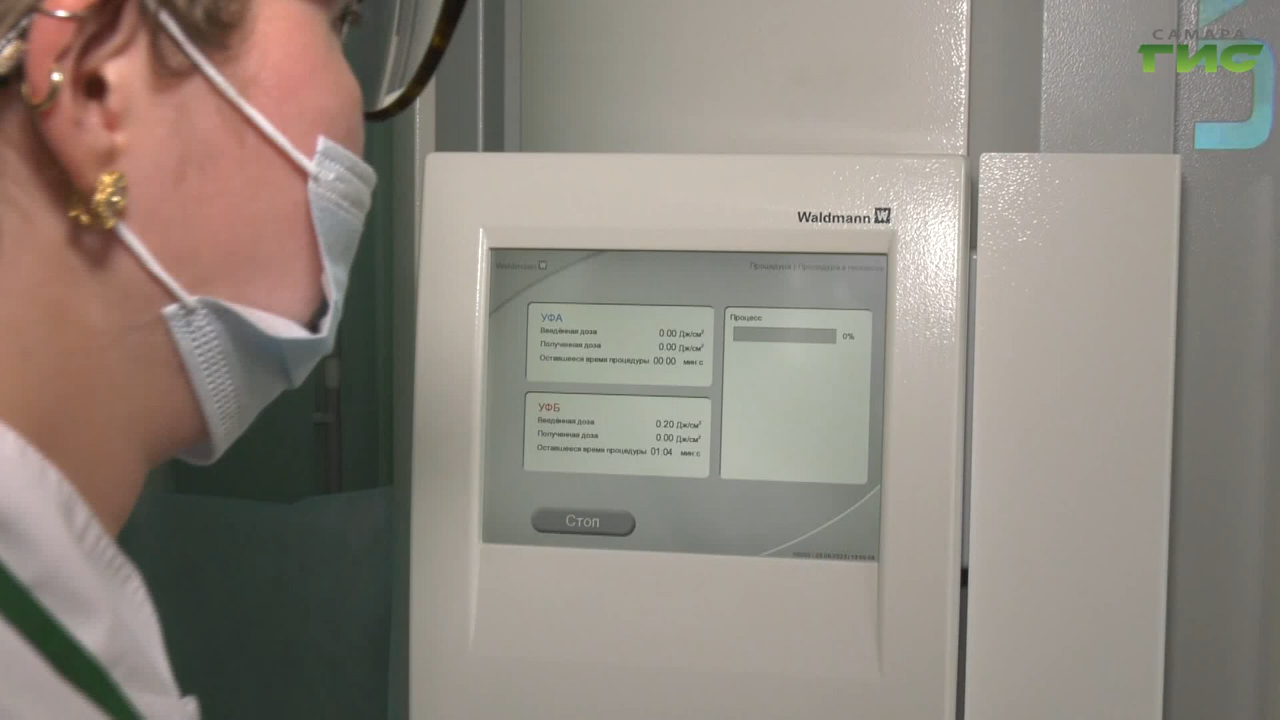 САМАРА
ГИС
Waldmann W
Waldmann W
Процедура | Процедура в процессе
УФА
Введённая доза 0.00 Дж/см²
Полученная доза 0.00 Дж/см²
Оставшееся время процедуры 00:00 мин:с
Процесс
0%
УФБ
Введённая доза 0.20 Дж/см²
Полученная доза 0.00 Дж/см²
Оставшееся время процедуры 01:04 мин:с
Стоп